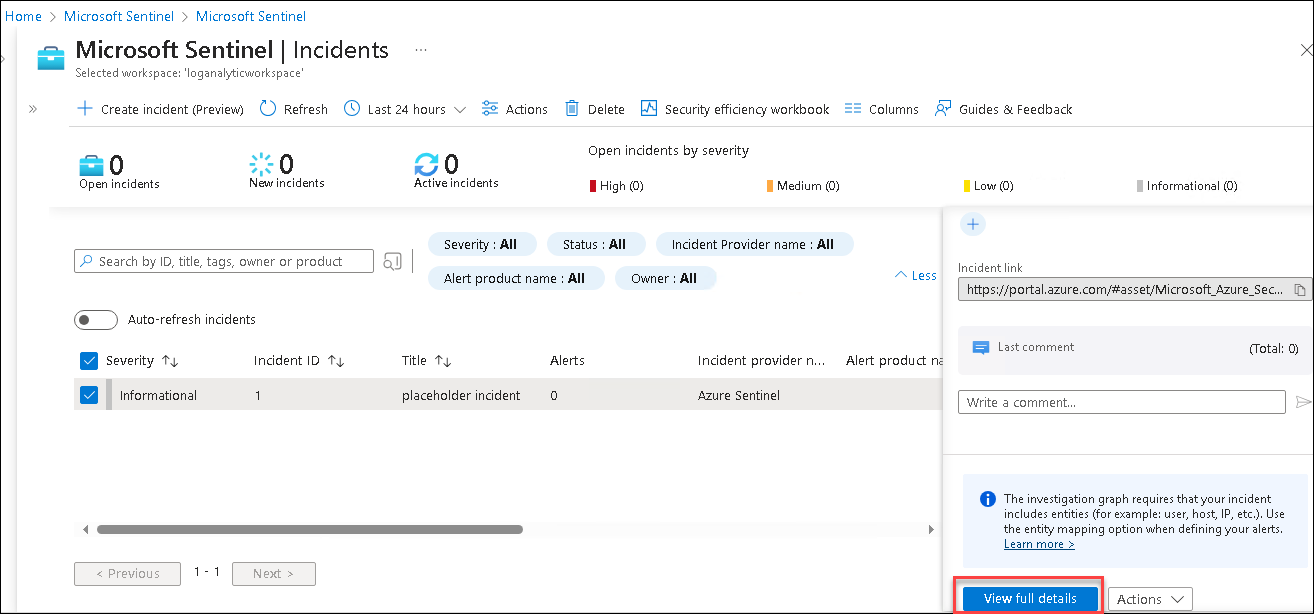 Home > Microsoft Sentinel > Microsoft Sentinel
Microsoft Sentinel | Incidents ...
Selected workspace: 'loganalyticworkspace'
» + Create incident (Preview) Refresh Last 24 hours Actions Delete Security efficiency workbook Columns Guides & Feedback
0 Open incidents
0 New incidents
0 Active incidents
Open incidents by severity
High (0) Medium (0) Low (0) Informational (0)
Search by ID, title, tags, owner or product
Severity : All Status : All Incident Provider name : All
Alert product name : All Owner : All
Less
Auto-refresh incidents
Severity ↑↓ Incident ID ↑↓ Title ↑↓ Alerts Incident provider n... Alert product na
Informational 1 placeholder incident 0 Azure Sentinel
< Previous 1 - 1 Next >
+
Incident link
https://portal.azure.com/#asset/Microsoft_Azure_Sec...
Last comment (Total: 0)
Write a comment...
The investigation graph requires that your incident
includes entities (for example: user, host, IP, etc.). Use
the entity mapping option when defining your alerts.
Learn more >
View full details Actions